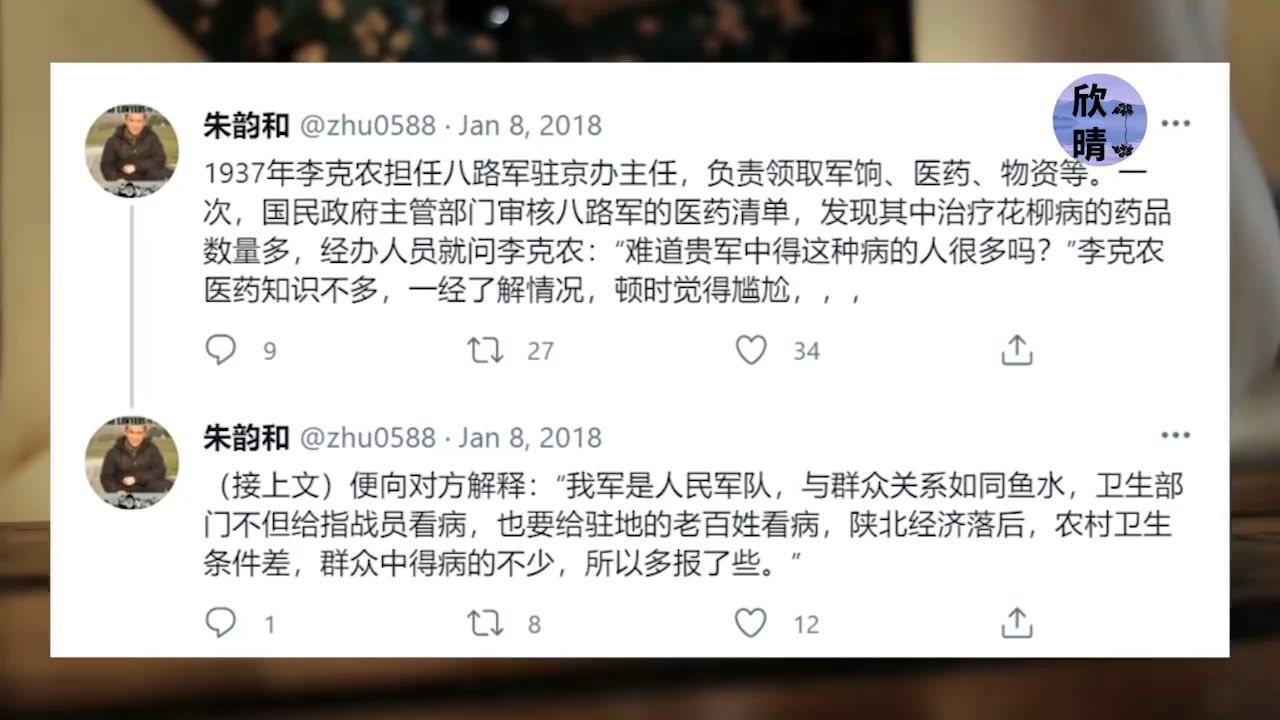 朱韵和 @zhu0588 · Jan 8, 2018
欣
晴
1937年李克农担任八路军驻京办主任，负责领取军饷、医药、物资等。一
次，国民政府主管部门审核八路军的医药清单，发现其中治疗花柳病的药品
数量多，经办人员就问李克农：“难道贵军中得这种病的人很多吗？”李克农
医药知识不多，一经了解情况，顿时觉得尴尬，，，
9 27 34
朱韵和 @zhu0588 · Jan 8, 2018
（接上文）便向对方解释：“我军是人民军队，与群众关系如同鱼水，卫生部
门不但给指战员看病，也要给驻地的老百姓看病，陕北经济落后，农村卫生
条件差，群众中得病的不少，所以多报了些。”
1 8 12